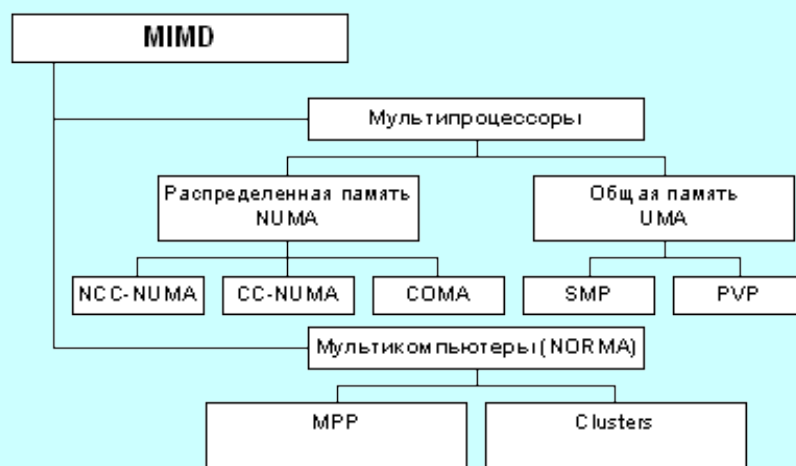 MIMD
Мультипроцессоры
Распределенная память
NUMA
Общая память
UMA
NCC-NUMA
CC-NUMA
COMA
SMP
PVP
Мультикомпьютеры(NORMA)
MPP
Clusters